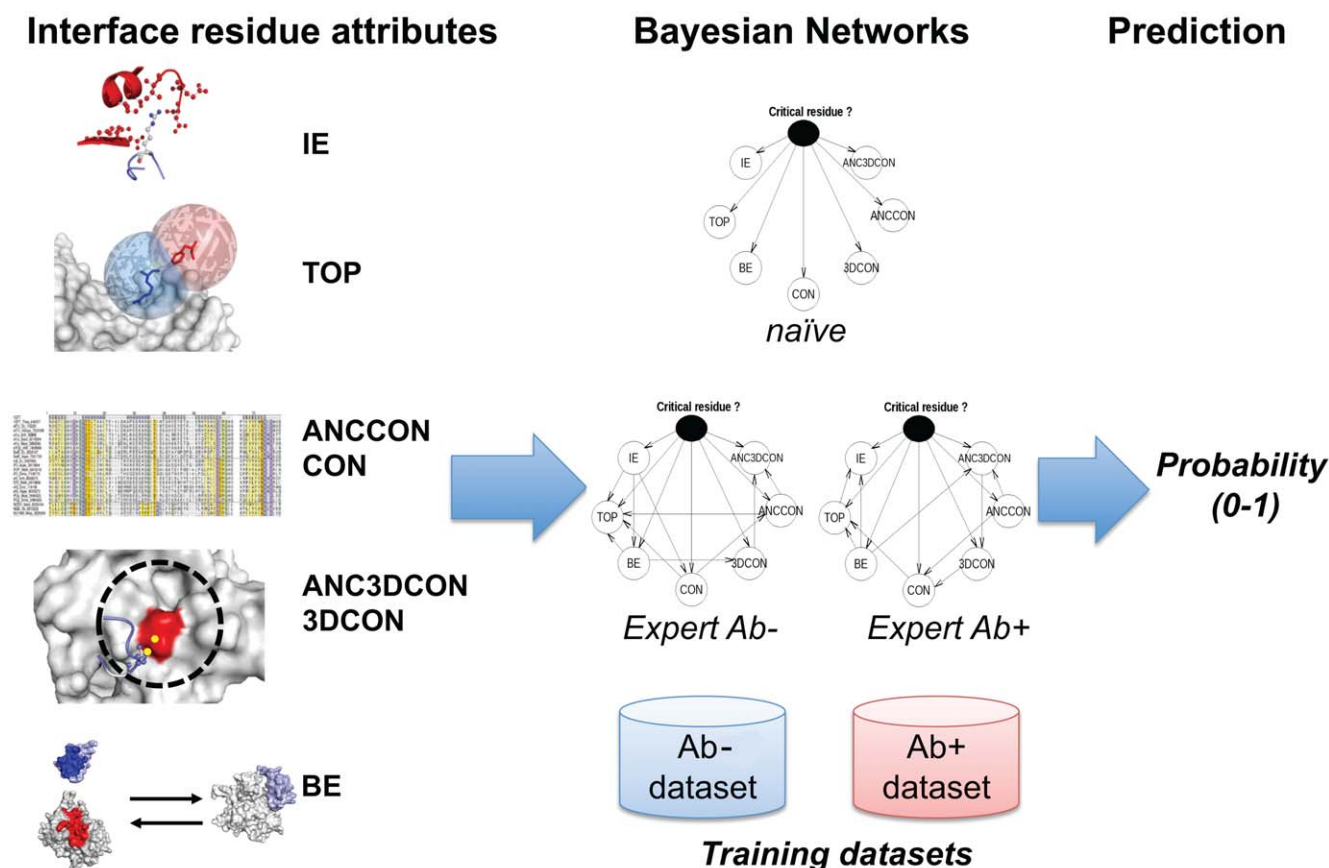 Interface residue attributes
Bayesian Networks
Prediction
IE
TOP
ANCCON
CON
ANC3DCON
3DCON
BE
Critical residue ?
IE
ANC3DCON
TOP
ANCCON
BE
3DCON
CON
naïve
Critical residue ?
IE
ANC3DCON
TOP
ANCCON
BE
3DCON
CON
Expert Ab-
Critical residue ?
IE
ANC3DCON
TOP
ANCCON
BE
3DCON
CON
Expert Ab+
Probability
(0-1)
Ab-
dataset
Ab+
dataset
Training datasets